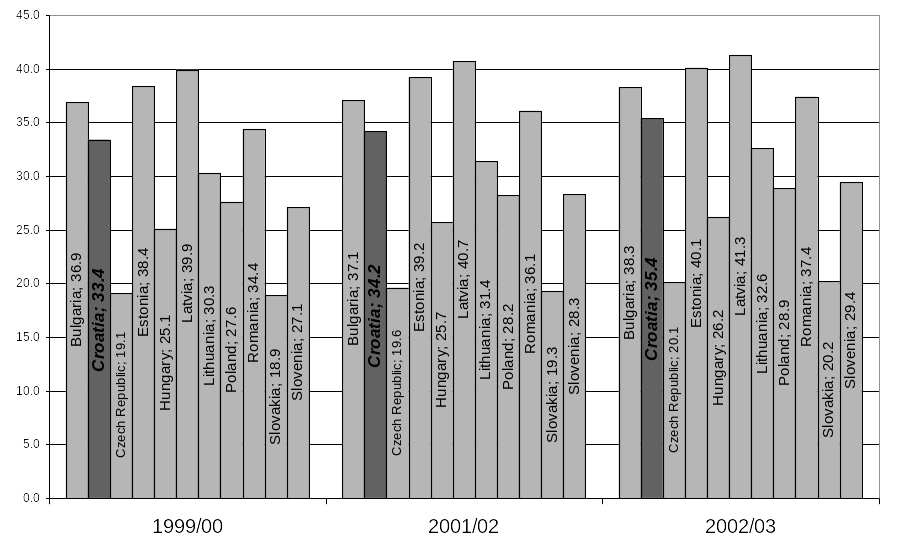 45.0
40.0
35.0
30.0
25.0
20.0
15.0
10.0
5.0
0.0
Bulgaria; 36.9
Croatia; 33.4
Czech Republic; 19.1
Estonia; 38.4
Hungary; 25.1
Latvia; 39.9
Lithuania; 30.3
Poland; 27.6
Romania; 34.4
Slovakia; 18.9
Slovenia; 27.1
Bulgaria; 37.1
Croatia; 34.2
Czech Republic; 19.6
Estonia; 39.2
Hungary; 25.7
Latvia; 40.7
Lithuania; 31.4
Poland; 28.2
Romania; 36.1
Slovakia; 19.3
Slovenia; 28.3
Bulgaria; 38.3
Croatia; 35.4
Czech Republic; 20.1
Estonia; 40.1
Hungary; 26.2
Latvia; 41.3
Lithuania; 32.6
Poland; 28.9
Romania; 37.4
Slovakia; 20.2
Slovenia; 29.4
1999/00
2001/02
2002/03